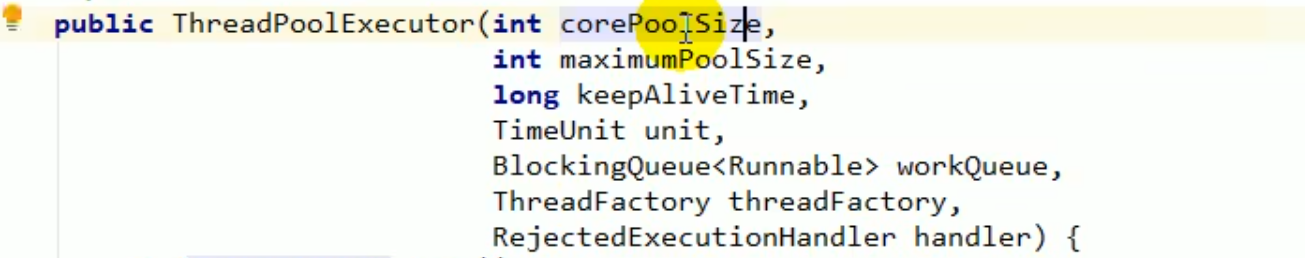 public ThreadPoolExecutor(int corePoolSize,
int maximumPoolSize,
long keepAliveTime,
TimeUnit unit,
BlockingQueue<Runnable> workQueue,
ThreadFactory threadFactory,
RejectedExecutionHandler handler) {